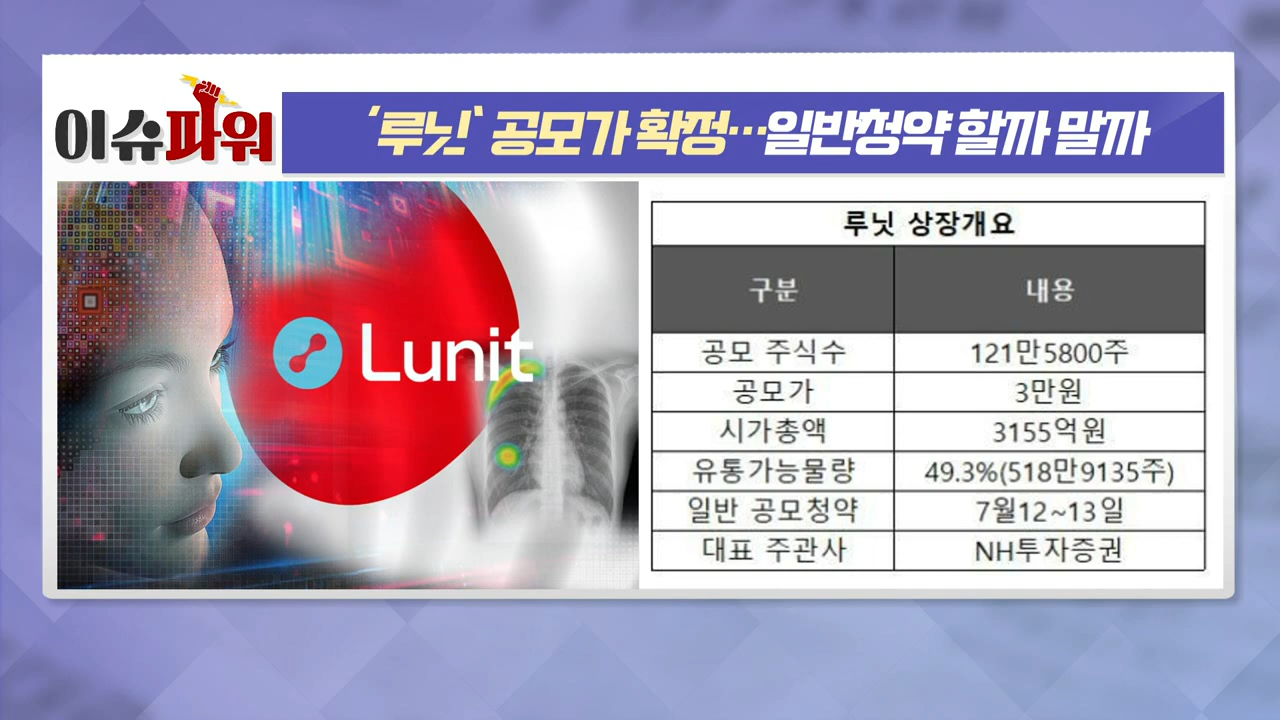 이슈파워
'루닛' 공모가 확정…일반청약 할까 말까
Lunit
루닛 상장개요
구분 내용
공모 주식수 121만5800주
공모가 3만원
시가총액 3155억원
유통가능물량 49.3%(518만9135주)
일반 공모청약 7월12~13일
대표 주관사 NH투자증권